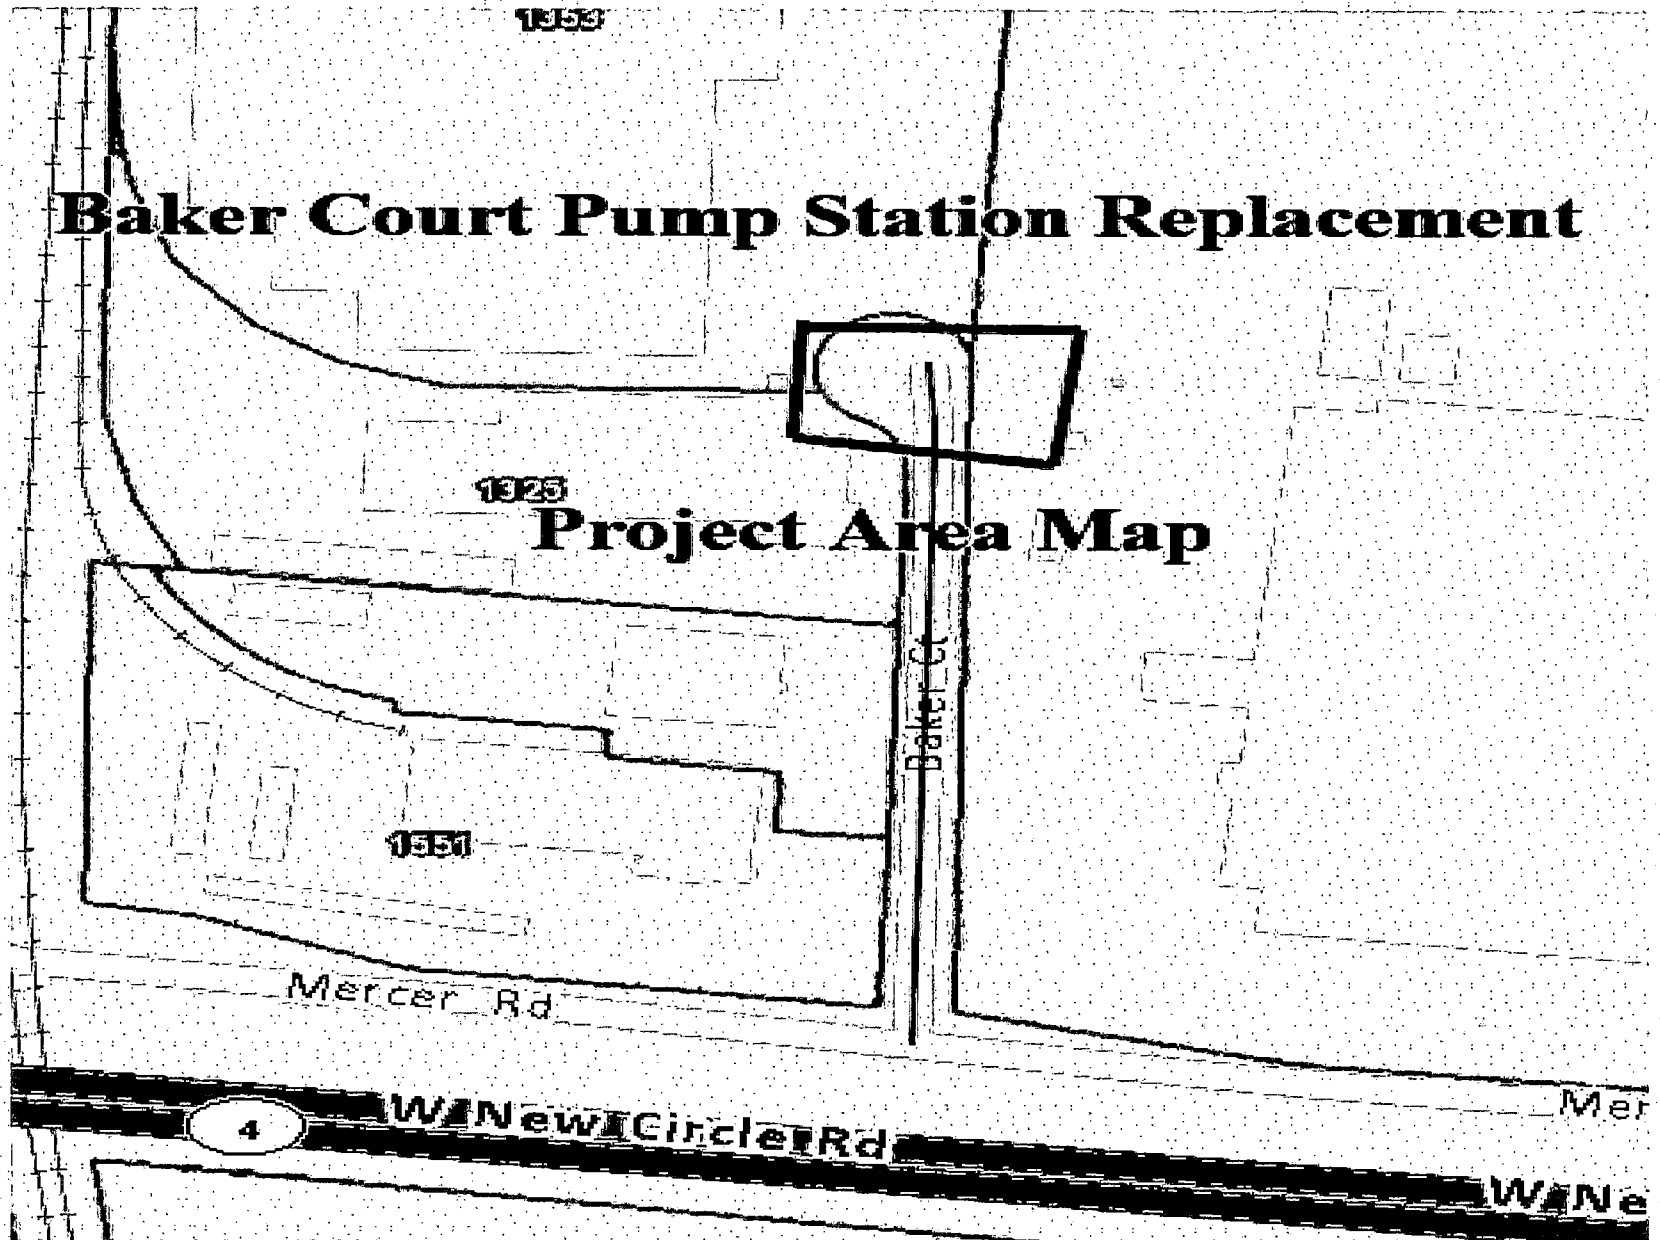 1353
Baker Court Pump Station Replacement
1325
Project Area Map
Baker Ct
1551
Mercer Rd
Mer
4
W New Circle Rd
W Ne